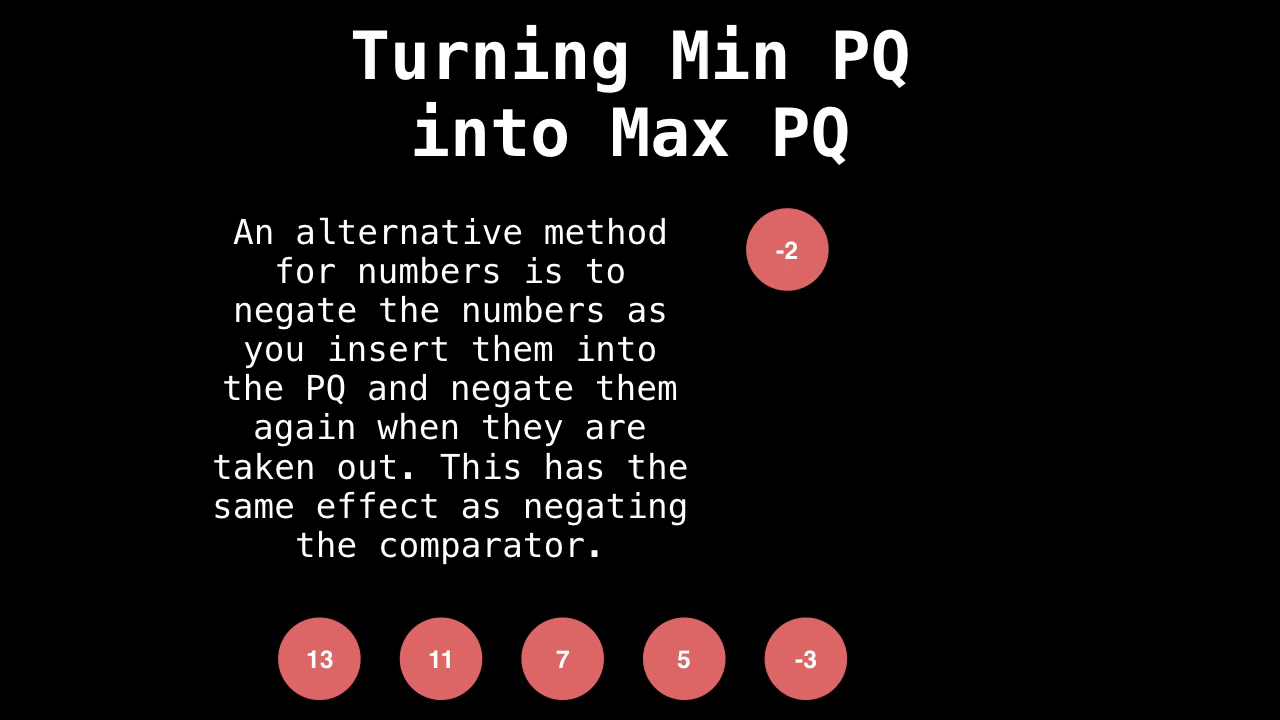 Turning Min PQ
into Max PQ
An alternative method
for numbers is to
negate the numbers as
you insert them into
the PQ and negate them
again when they are
taken out. This has the
same effect as negating
the comparator.
-2
13 11 7 5 -3